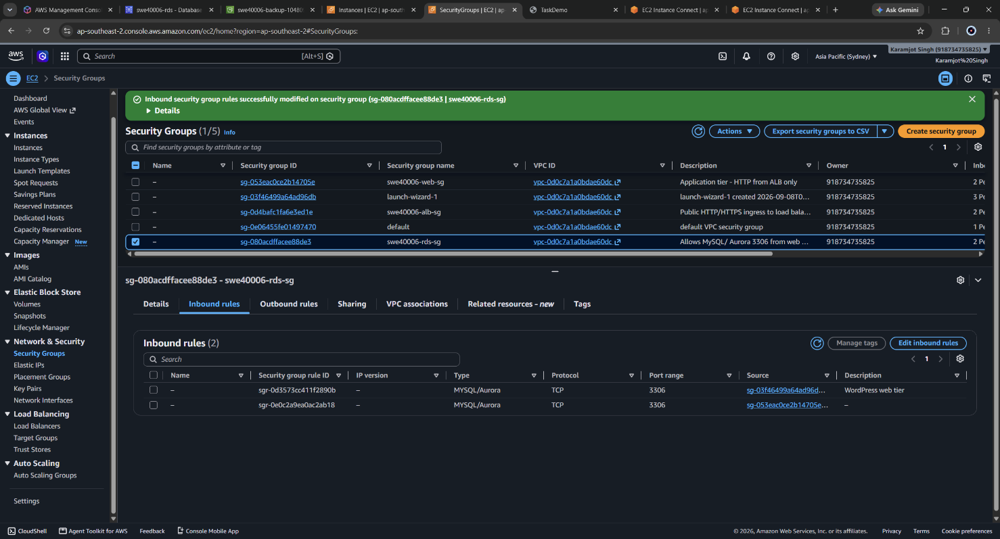 AWS Management Conso
swe40006-rds - Database
swe40006-backup-10480
Instances | EC2 | ap-south
SecurityGroups | EC2 | ap
TaskDemo
EC2 Instance Connect | ap
EC2 Instance Connect | ap
Ask Gemini
ap-southeast-2.console.aws.amazon.com/ec2/home?region=ap-southeast-2#SecurityGroups:
aws
Search
[Alt+S]
Asia Pacific (Sydney)
Karamjot Singh (918734735825)
Karamjot%20Singh
EC2
Security Groups
Dashboard
AWS Global View
Events
Instances
Instances
Instance Types
Launch Templates
Spot Requests
Savings Plans
Reserved Instances
Dedicated Hosts
Capacity Reservations
Capacity Manager New
Images
AMIs
AMI Catalog
Elastic Block Store
Volumes
Snapshots
Lifecycle Manager
Network & Security
Security Groups
Elastic IPs
Placement Groups
Key Pairs
Network Interfaces
Load Balancing
Load Balancers
Target Groups
Trust Stores
Auto Scaling
Auto Scaling Groups
Settings
Inbound security group rules successfully modified on security group (sg-080acdffacee88de3 | swe40006-rds-sg)
Details
Security Groups (1/5) Info
Actions
Export security groups to CSV
Create security group
Find security groups by attribute or tag
1
Name Security group ID Security group name VPC ID Description Owner Inb
– sg-053eac0ce2b14705e swe40006-web-sg vpc-0d0c7a1a0bdae60dc Application tier - HTTP from ALB only 918734735825 2 Pe
– sg-03f46499a64ad96db launch-wizard-1 vpc-0d0c7a1a0bdae60dc launch-wizard-1 created 2026-09-08T0... 918734735825 3 Pe
– sg-0d4bafc1fa6e3ed1e swe40006-alb-sg vpc-0d0c7a1a0bdae60dc Public HTTP/HTTPS ingress to load bala... 918734735825 2 Pe
– sg-0e06455fe01497470 default vpc-0d0c7a1a0bdae60dc default VPC security group 918734735825 1 Pe
– sg-080acdffacee88de3 swe40006-rds-sg vpc-0d0c7a1a0bdae60dc Allows MySQL/ Aurora 3306 from web ... 918734735825 2 Pe
sg-080acdffacee88de3 - swe40006-rds-sg
Details
Inbound rules
Outbound rules
Sharing
VPC associations
Related resources - new
Tags
Inbound rules (2)
Manage tags
Edit inbound rules
Search
1
Name Security group rule ID IP version Type Protocol Port range Source Description
– sgr-0d3573cc411f2890b – MYSQL/Aurora TCP 3306 sg-03f46499a64ad96d... WordPress web tier
– sgr-0e0c2a9ea0ac2ab18 – MYSQL/Aurora TCP 3306 sg-053eac0ce2b14705e... –
CloudShell
Agent Toolkit for AWS
Feedback
Console Mobile App
© 2026, Amazon Web Services, Inc. or its affiliates.
Privacy
Terms
Cookie preferences